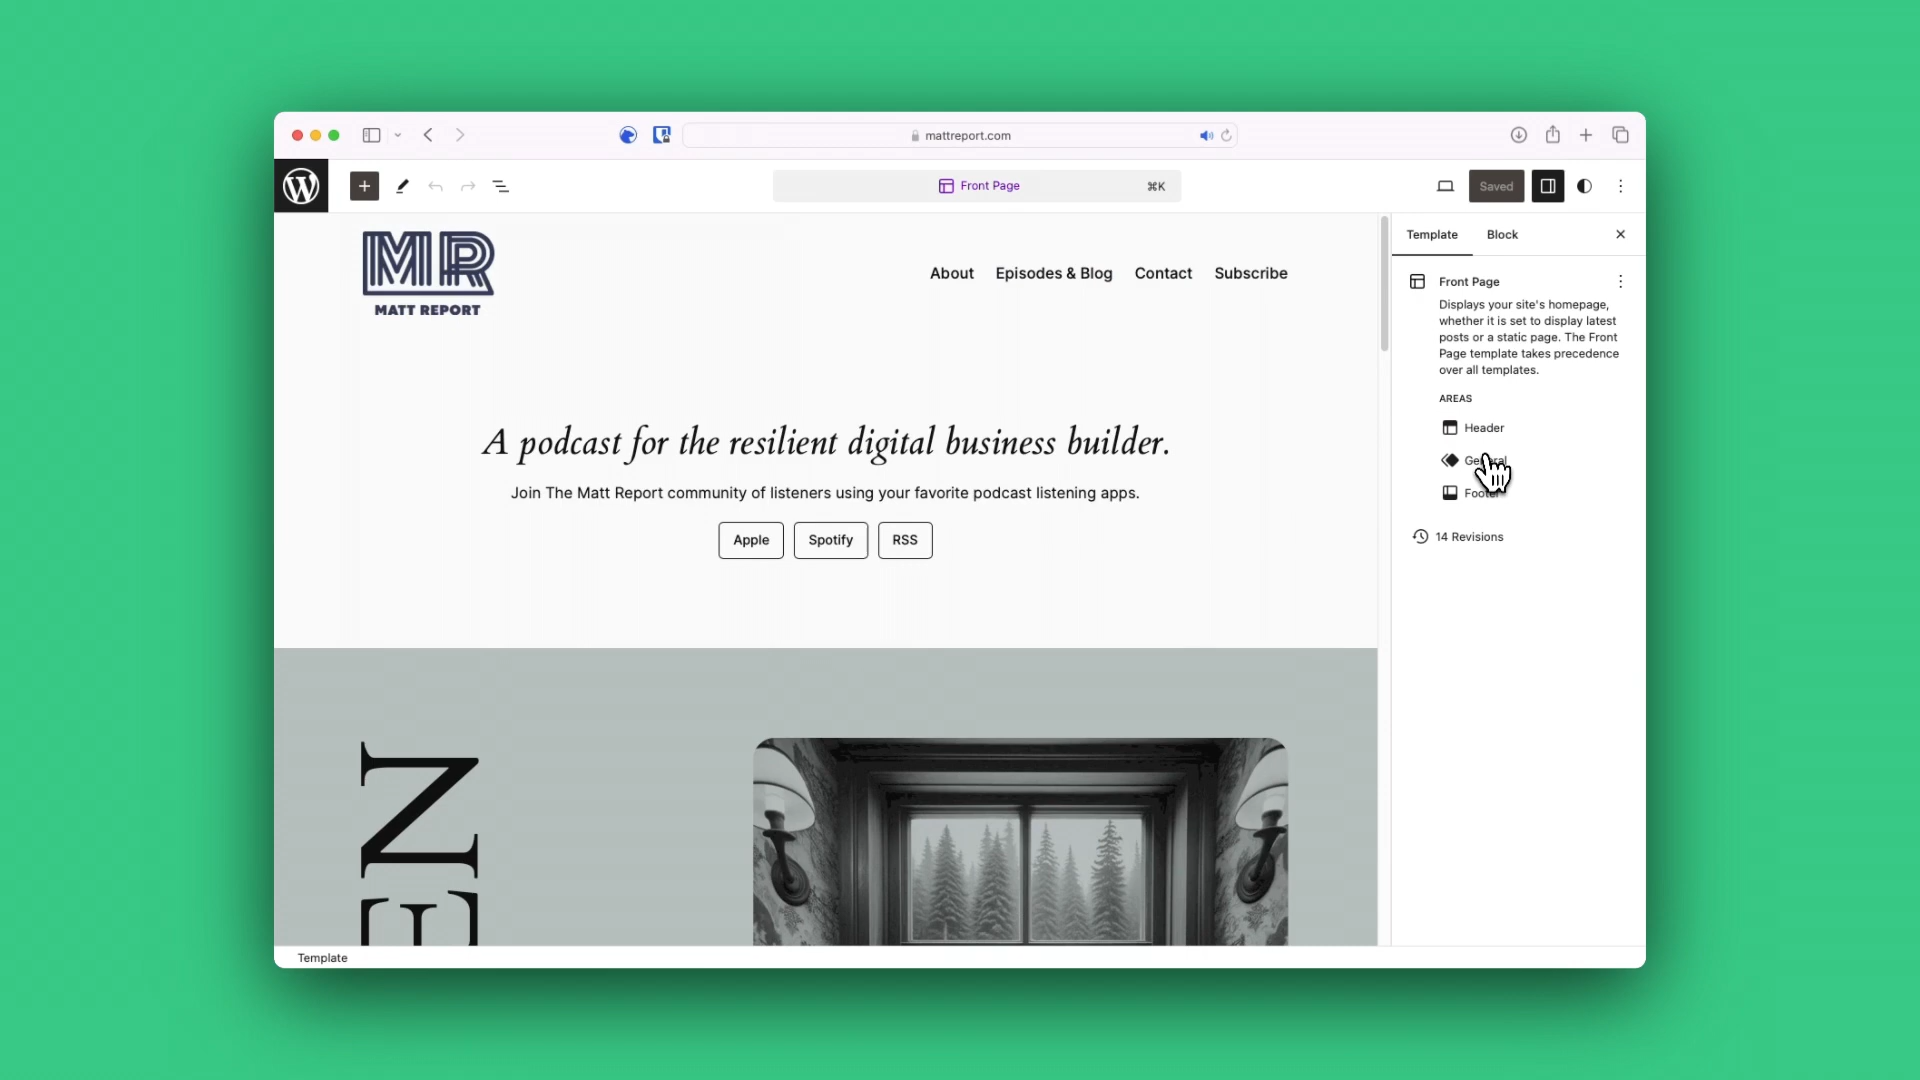 mattreport.com
Front Page
⌘K
Saved
MR
MATT REPORT
About
Episodes & Blog
Contact
Subscribe
A podcast for the resilient digital business builder.
Join The Matt Report community of listeners using your favorite podcast listening apps.
Apple
Spotify
RSS
EN
Template
Block
Front Page
Displays your site's homepage,
whether it is set to display latest
posts or a static page. The Front
Page template takes precedence
over all templates.
AREAS
Header
General
Footer
14 Revisions
Template